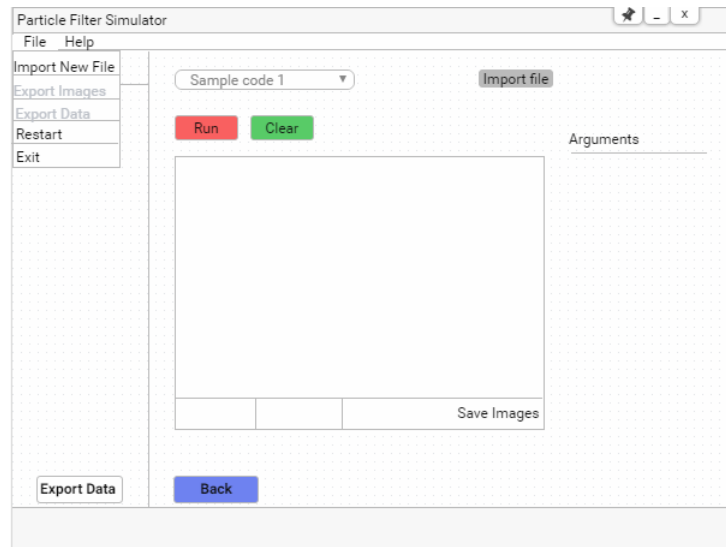 Particle Filter Simulator
x
File Help
Import New File
Export Images
Export Data
Restart
Exit
Sample code 1
Import file
Run
Clear
Arguments
Save Images
Export Data
Back